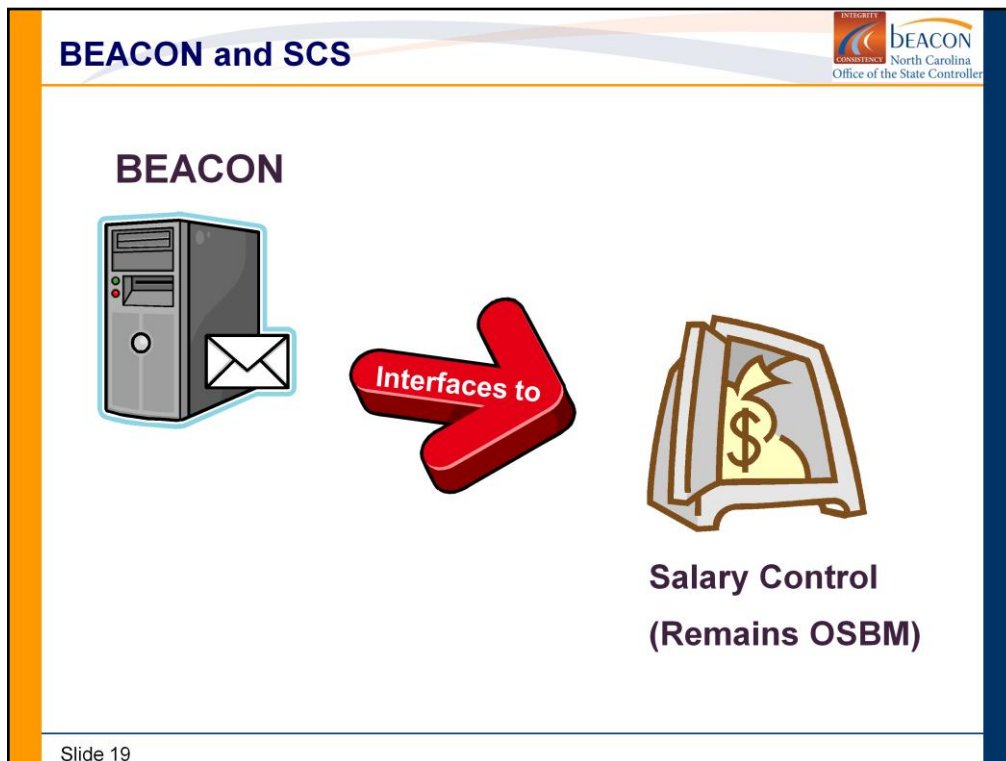 BEACON and SCS
INTEGRITY
CONSISTENCY
bEACON
North Carolina
Office of the State Controller
BEACON
Interfaces to
$
Salary Control
(Remains OSBM)
Slide 19